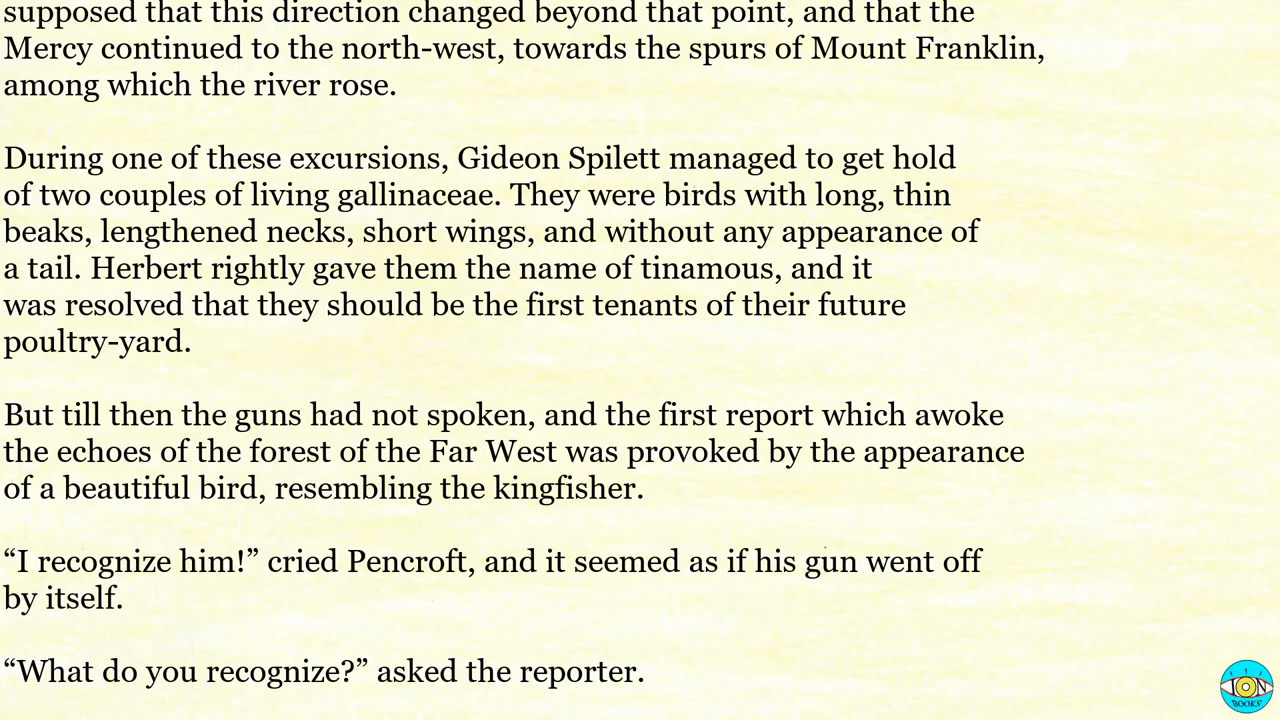 supposed that this direction changed beyond that point, and that the
Mercy continued to the north-west, towards the spurs of Mount Franklin,
among which the river rose.
During one of these excursions, Gideon Spilett managed to get hold
of two couples of living gallinaceae. They were birds with long, thin
beaks, lengthened necks, short wings, and without any appearance of
a tail. Herbert rightly gave them the name of tinamous, and it
was resolved that they should be the first tenants of their future
poultry-yard.
But till then the guns had not spoken, and the first report which awoke
the echoes of the forest of the Far West was provoked by the appearance
of a beautiful bird, resembling the kingfisher.
“I recognize him!” cried Pencroft, and it seemed as if his gun went off
by itself.
“What do you recognize?” asked the reporter.
ION
BOOKS